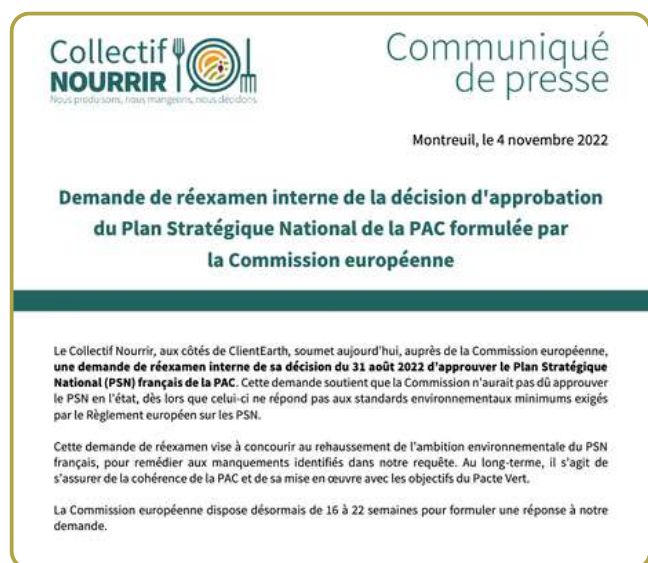 Collectif
NOURRIR
Nous produisons, nous mangeons, nous décidons
Communiqué
de presse
Montreuil, le 4 novembre 2022
Demande de réexamen interne de la décision d'approbation
du Plan Stratégique National de la PAC formulée par
la Commission européenne
Le Collectif Nourrir, aux côtés de ClientEarth, soumet aujourd'hui, auprès de la Commission européenne,
une demande de réexamen interne de sa décision du 31 août 2022 d'approuver le Plan Stratégique
National (PSN) français de la PAC. Cette demande soutient que la Commission n'aurait pas dû approuver
le PSN en l'état, dès lors que celui-ci ne répond pas aux standards environnementaux minimums exigés
par le Règlement européen sur les PSN.
Cette demande de réexamen vise à concourir au rehaussement de l'ambition environnementale du PSN
français, pour remédier aux manquements identifiés dans notre requête. Au long-terme, il s'agit de
s'assurer de la cohérence de la PAC et de sa mise en œuvre avec les objectifs du Pacte Vert.
La Commission européenne dispose désormais de 16 à 22 semaines pour formuler une réponse à notre
demande.